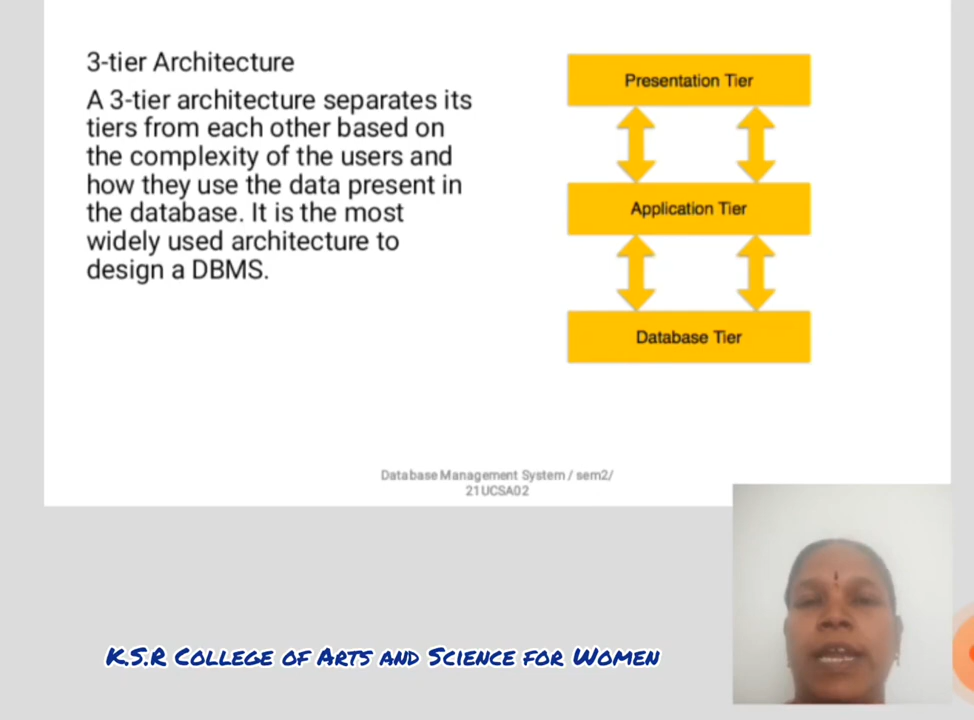 3-tier Architecture
A 3-tier architecture separates its
tiers from each other based on
the complexity of the users and
how they use the data present in
the database. It is the most
widely used architecture to
design a DBMS.
Presentation Tier
Application Tier
Database Tier
Database Management System / sem2/
21UCSA02
K.S.R College of Arts and Science for Women